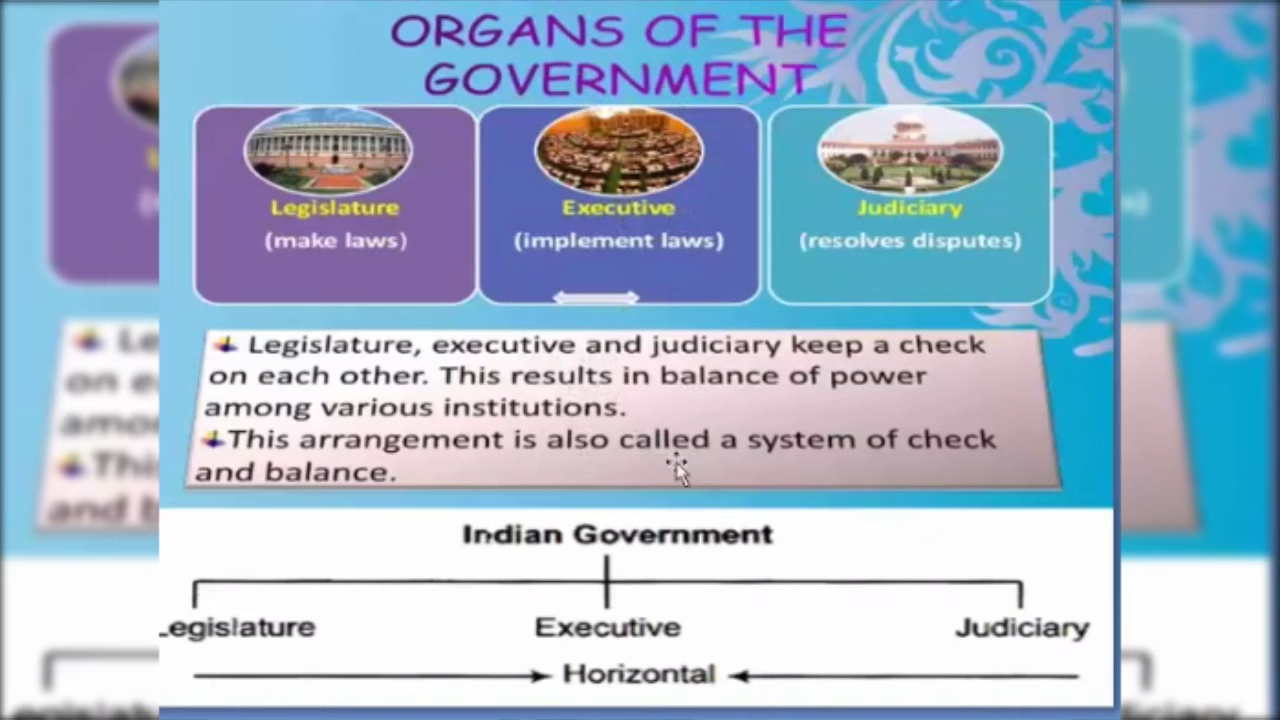 ORGANS OF THE
GOVERNMENT
Legislature
(make laws)
Executive
(implement laws)
Judiciary
(resolves disputes)
Legislature, executive and judiciary keep a check
on each other. This results in balance of power
among various institutions.
This arrangement is also called a system of check
and balance.
Indian Government
Legislature Executive Judiciary
Horizontal